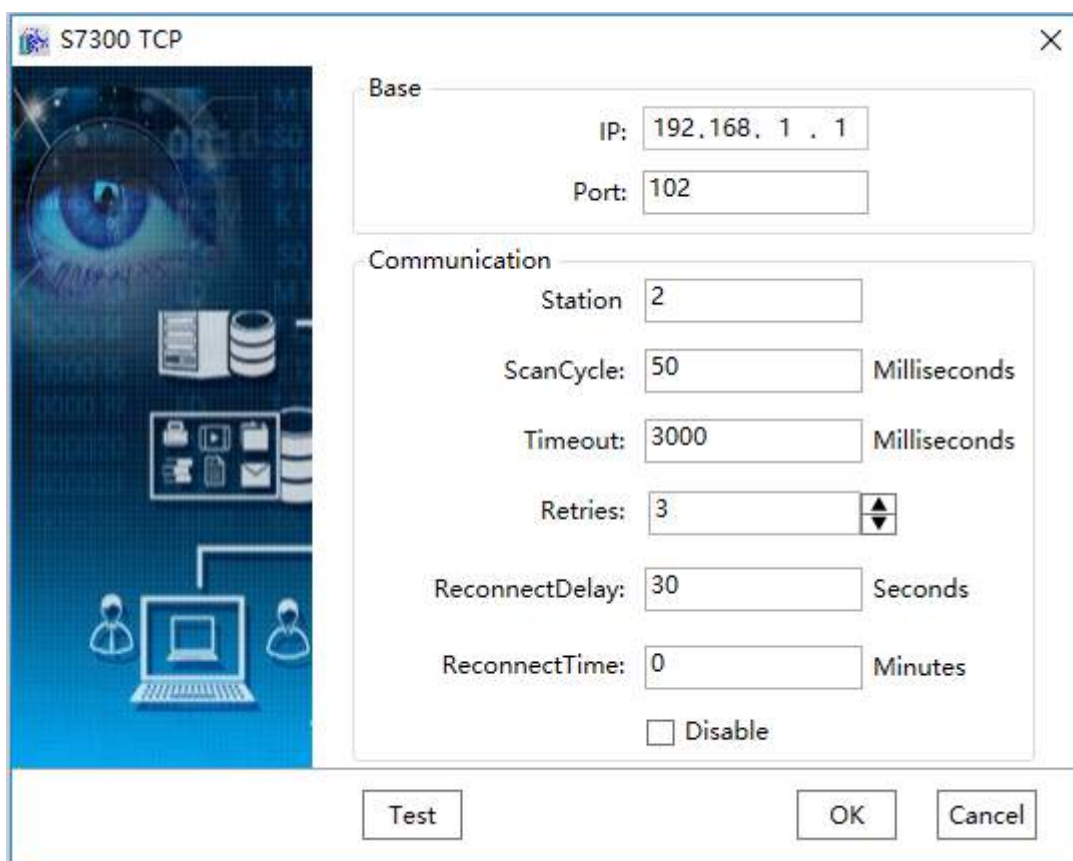 S7300 TCP
Base
IP: 192.168. 1 . 1
Port: 102
Communication
Station 2
ScanCycle: 50 Milliseconds
Timeout: 3000 Milliseconds
Retries: 3
ReconnectDelay: 30 Seconds
ReconnectTime: 0 Minutes
Disable
Test OK Cancel